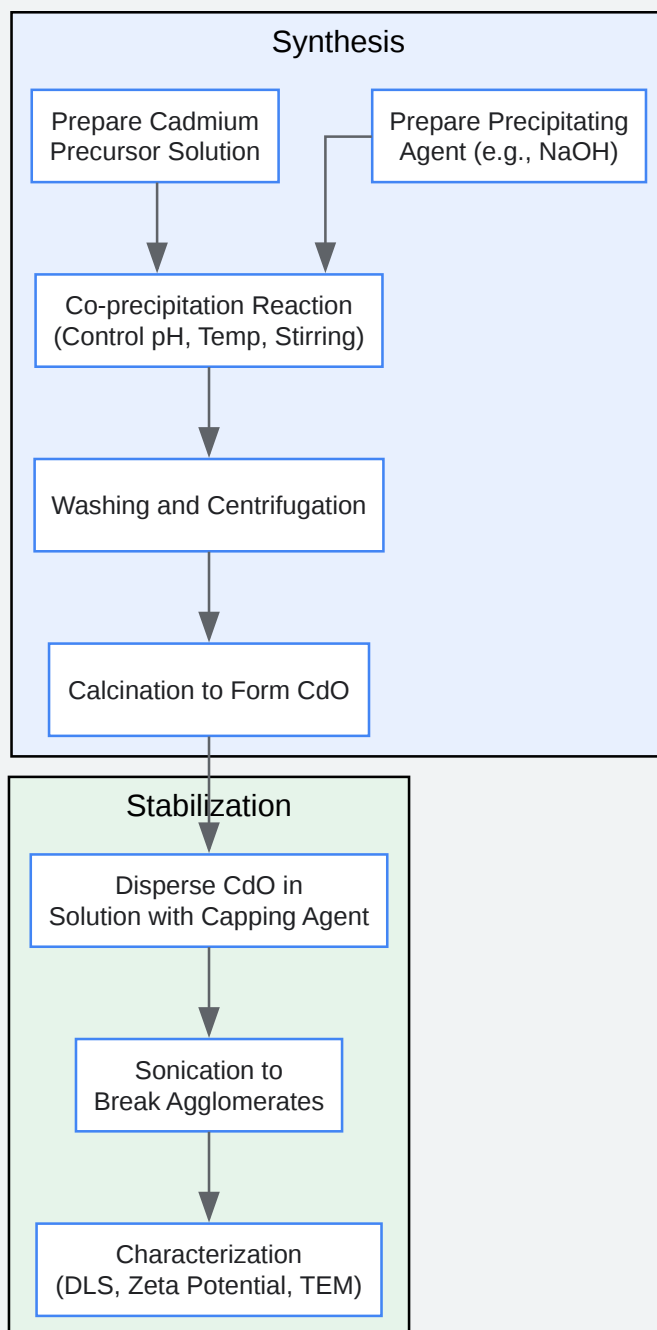 Synthesis
Prepare Cadmium
Precursor Solution
Prepare Precipitating
Agent (e.g., NaOH)
Co-precipitation Reaction
(Control pH, Temp, Stirring)
Washing and Centrifugation
Calcination to Form CdO
Stabilization
Disperse CdO in
Solution with Capping Agent
Sonication to
Break Agglomerates
Characterization
(DLS, Zeta Potential, TEM)